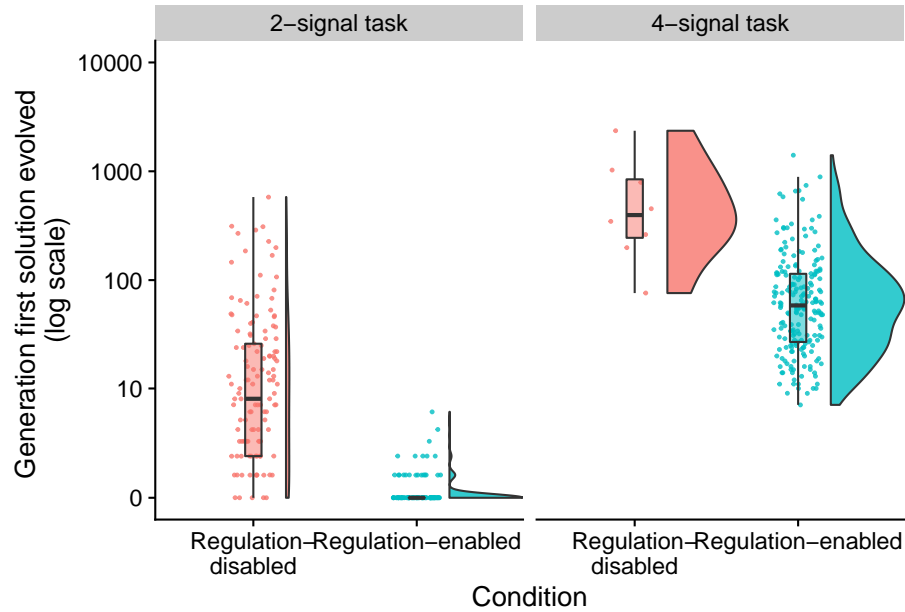 2−signal task
4−signal task
Generation first solution evolved
(log scale)
10000
1000
100
10
0
Regulation−
disabled
Regulation−enabled
Regulation−
disabled
Regulation−enabled
Condition